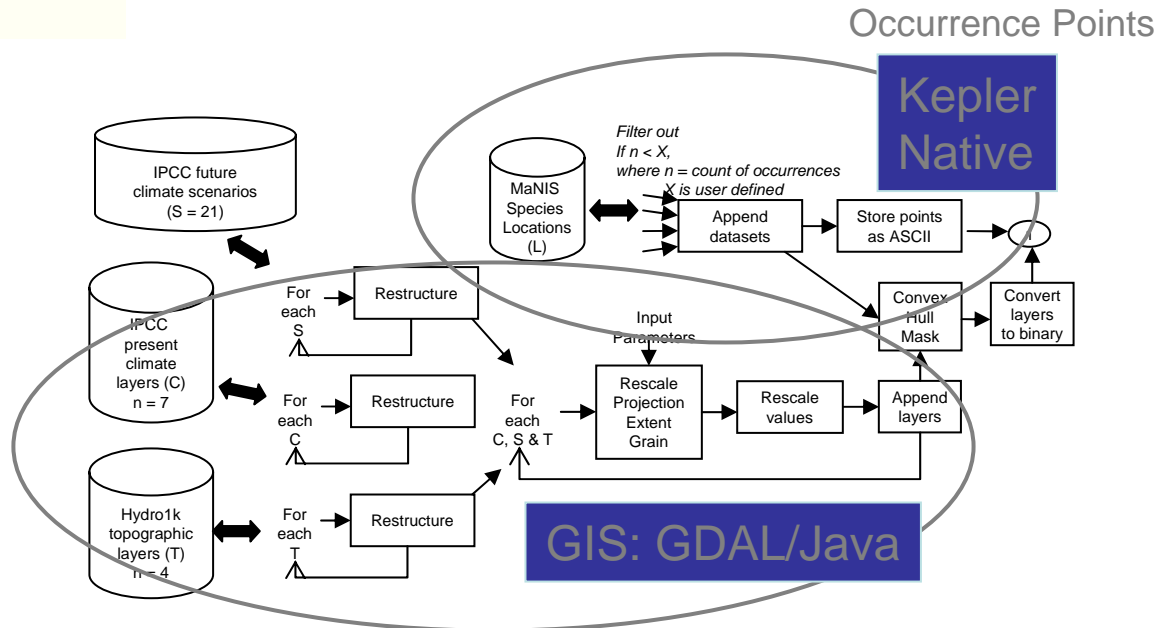 Occurrence Points
Kepler
Native
Filter out
If n < X,
where n = count of occurrences
X is user defined
IPCC future
climate scenarios
(S = 21)
MaNIS
Species
Locations
(L)
Append
datasets
Store points
as ASCII
IPCC
present
climate
layers (C)
n = 7
For
each
S
Restructure
Input
Parameters
Convex
Hull
Mask
Convert
layers
to binary
For
each
C
Restructure
For
each
C, S & T
Rescale
Projection
Extent
Grain
Rescale
values
Append
layers
Hydro1k
topographic
layers (T)
n = 4
For
each
T
Restructure
GIS: GDAL/Java